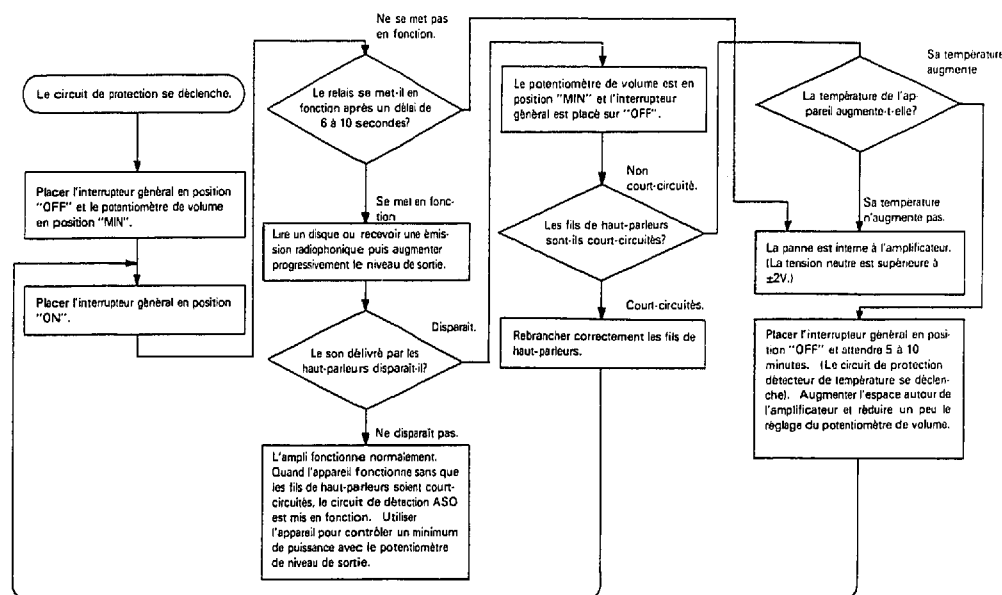 Le circuit de protection se déclenche.
Placer l'interrupteur général en position
"OFF" et le potentiomètre de volume
en position "MIN".
Placer l'interrupteur général en position
"ON".
Ne se met pas
en fonction.
Le relais se met-il en
fonction après un délai de
6 à 10 secondes?
Se met en fonc-
tion
Lire un disque ou recevoir une émis-
sion radiophonique puis augmenter
progressivement le niveau de sortie.
Disparaît.
Le son délivré par les
haut-parleurs disparaît-il?
Ne disparaît pas.
L'ampli fonctionne normalement.
Quand l'appareil fonctionne sans que
les fils de haut-parleurs soient court-
circuités, le circuit de détection ASO
est mis en fonction. Utiliser
l'appareil pour contrôler un minimum
de puissance avec le potentiomètre
de niveau de sortie.
Le potentiomètre de volume est en
position "MIN" et l'interrupteur
général est placé sur "OFF".
Non
court-circuité.
Les fils de haut-parleurs
sont-ils court-circuités?
Court-circuités.
Rebrancher correctement les fils de
haut-parleurs.
Sa température
augmente
La température de l'ap-
pareil augmente-t-elle?
Sa température
n'augmente pas.
La panne est interne à l'amplificateur.
(La tension neutre est supérieure à
±2V.)
Placer l'interrupteur général en posi-
tion "OFF" et attendre 5 à 10
minutes. (Le circuit de protection
détecteur de température se déclen-
che). Augmenter l'espace autour de
l'amplificateur et réduire un peu le
réglage du potentiomètre de volume.